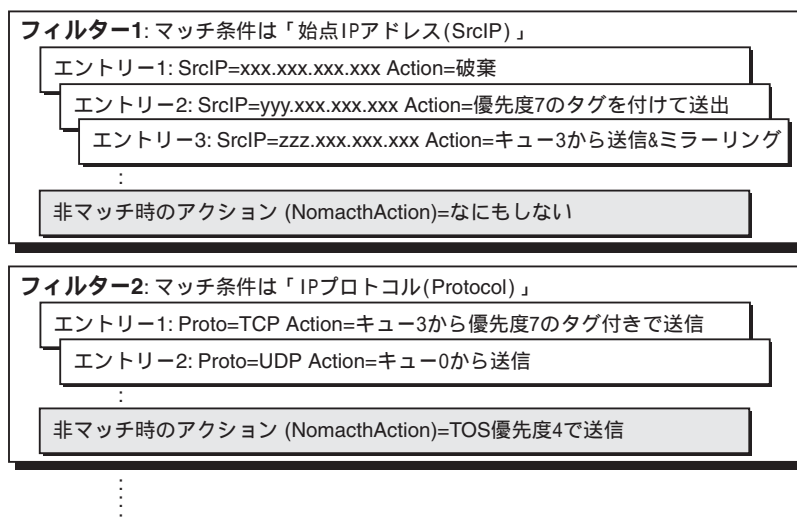 フィルター1: マッチ条件は「始点IPアドレス(SrcIP)」
エントリー1: SrcIP=xxx.xxx.xxx.xxx Action=破棄
エントリー2: SrcIP=yyy.xxx.xxx.xxx Action=優先度7のタグを付けて送出
エントリー3: SrcIP=zzz.xxx.xxx.xxx Action=キュー3から送信&ミラーリング
:
非マッチ時のアクション (NomacthAction)=なにもしない
フィルター2: マッチ条件は「IPプロトコル(Protocol)」
エントリー1: Proto=TCP Action=キュー3から優先度7のタグ付きで送信
エントリー2: Proto=UDP Action=キュー0から送信
:
非マッチ時のアクション (NomacthAction)=TOS優先度4で送信
:
: